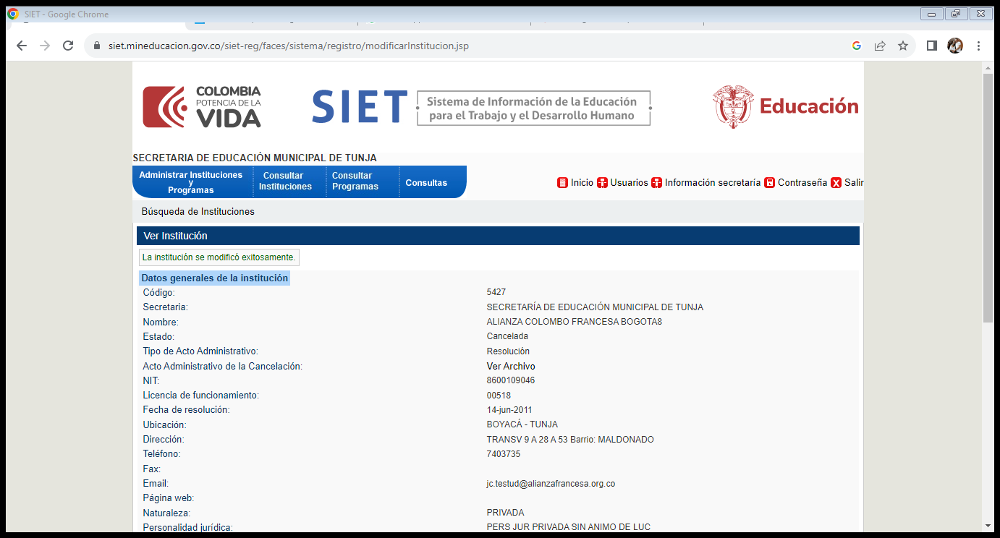 SIET - Google Chrome
siet.mineducacion.gov.co/siet-reg/faces/sistema/registro/modificarInstitucion.jsp
COLOMBIA
POTENCIA DE LA
VIDA
SIET
Sistema de Información de la Educación
para el Trabajo y el Desarrollo Humano
Educación
SECRETARIA DE EDUCACIÓN MUNICIPAL DE TUNJA
Administrar Instituciones
y
Programas
Consultar
Instituciones
Consultar
Programas
Consultas
Inicio Usuarios Información secretaría Contraseña Salir
Búsqueda de Instituciones
Ver Institución
La institución se modificó exitosamente.
Datos generales de la institución
Código: 5427
Secretaria: SECRETARÍA DE EDUCACIÓN MUNICIPAL DE TUNJA
Nombre: ALIANZA COLOMBO FRANCESA BOGOTA8
Estado: Cancelada
Tipo de Acto Administrativo: Resolución
Acto Administrativo de la Cancelación: Ver Archivo
NIT: 8600109046
Licencia de funcionamiento: 00518
Fecha de resolución: 14-jun-2011
Ubicación: BOYACÁ - TUNJA
Dirección: TRANSV 9 A 28 A 53 Barrio: MALDONADO
Teléfono: 7403735
Fax:
Email: jc.testud@alianzafrancesa.org.co
Página web:
Naturaleza: PRIVADA
Personalidad jurídica: PERS JUR PRIVADA SIN ANIMO DE LUC